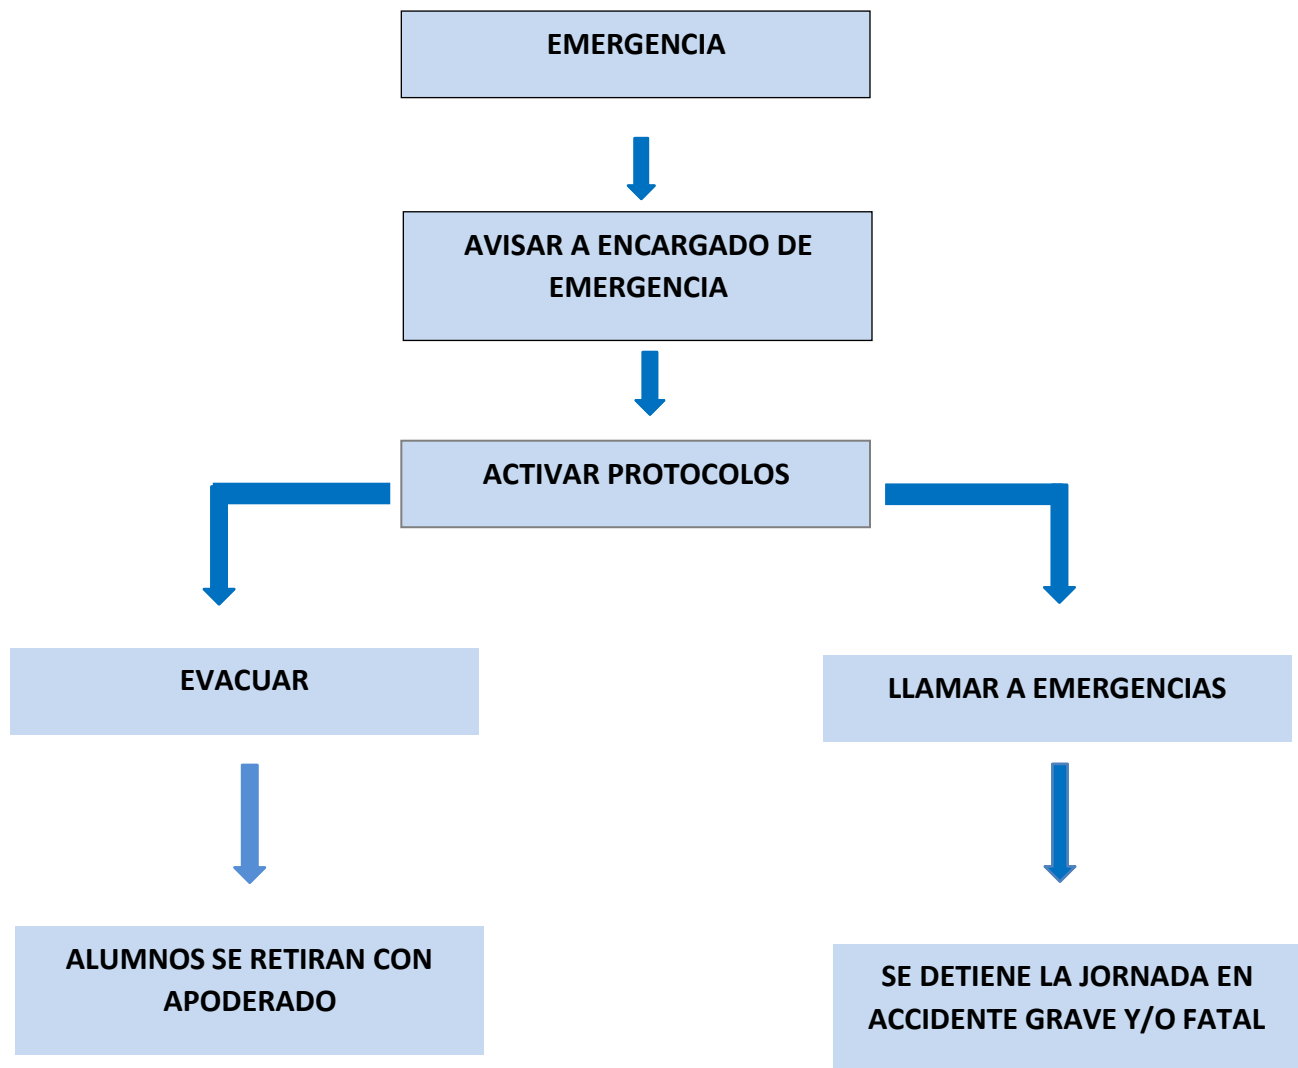 EMERGENCIA
AVISAR A ENCARGADO DE
EMERGENCIA
ACTIVAR PROTOCOLOS
EVACUAR
LLAMAR A EMERGENCIAS
ALUMNOS SE RETIRAN CON
APODERADO
SE DETIENE LA JORNADA EN
ACCIDENTE GRAVE Y/O FATAL